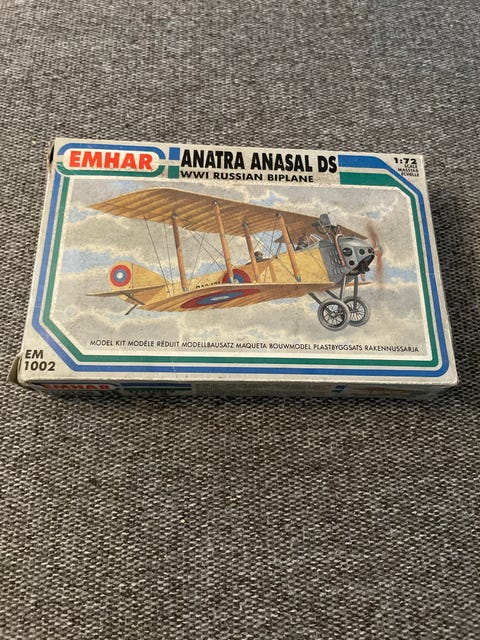 EMHAR
ANATRA ANASAL DS
WWI RUSSIAN BIPLANE
1:72
SCALE
MASSTAB
ECHELLE
MODEL KIT MODÈLE RÉDUIT MODELLBAUSATZ MAQUETA BOUWMODEL PLASTBYGGSATS RAKENNUSSARJA
EM
1002
EMHAR